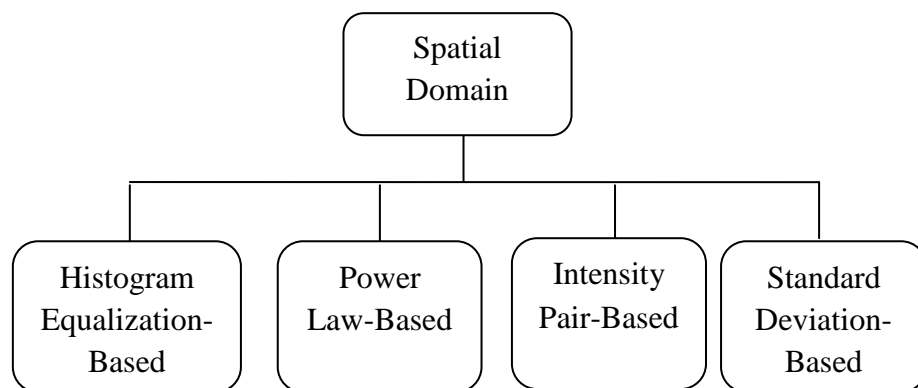 Spatial
Domain
Histogram
Equalization-
Based
Power
Law-Based
Intensity
Pair-Based
Standard
Deviation-
Based